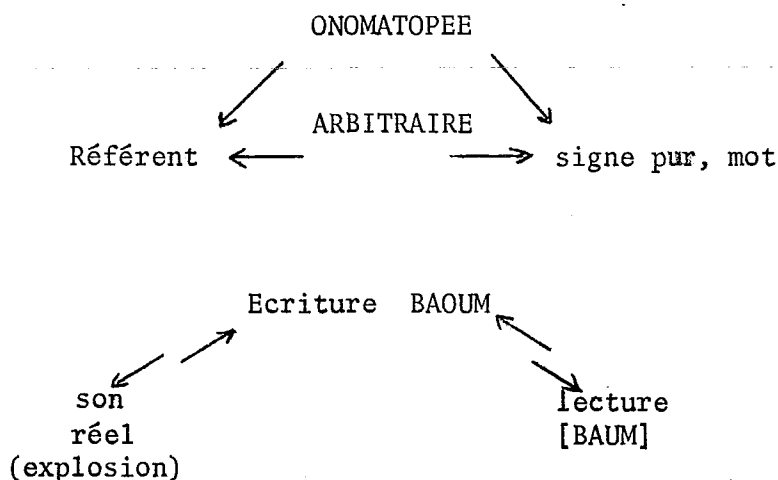 ONOMATOPEE
ARBITRAIRE
Référent signe pur, mot
Ecriture BAOUM
son lecture
réel [BAUM]
(explosion)